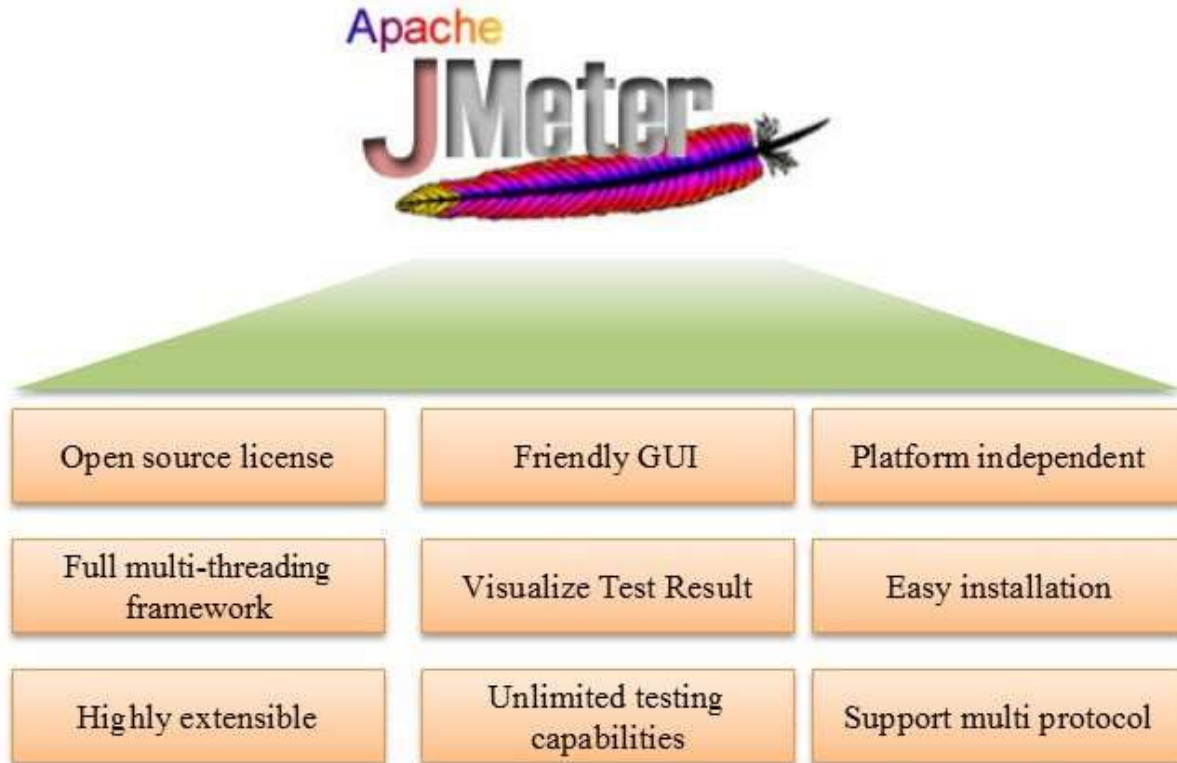 Apache
JMeter
Open source license
Friendly GUI
Platform independent
Full multi-threading
framework
Visualize Test Result
Easy installation
Highly extensible
Unlimited testing
capabilities
Support multi protocol